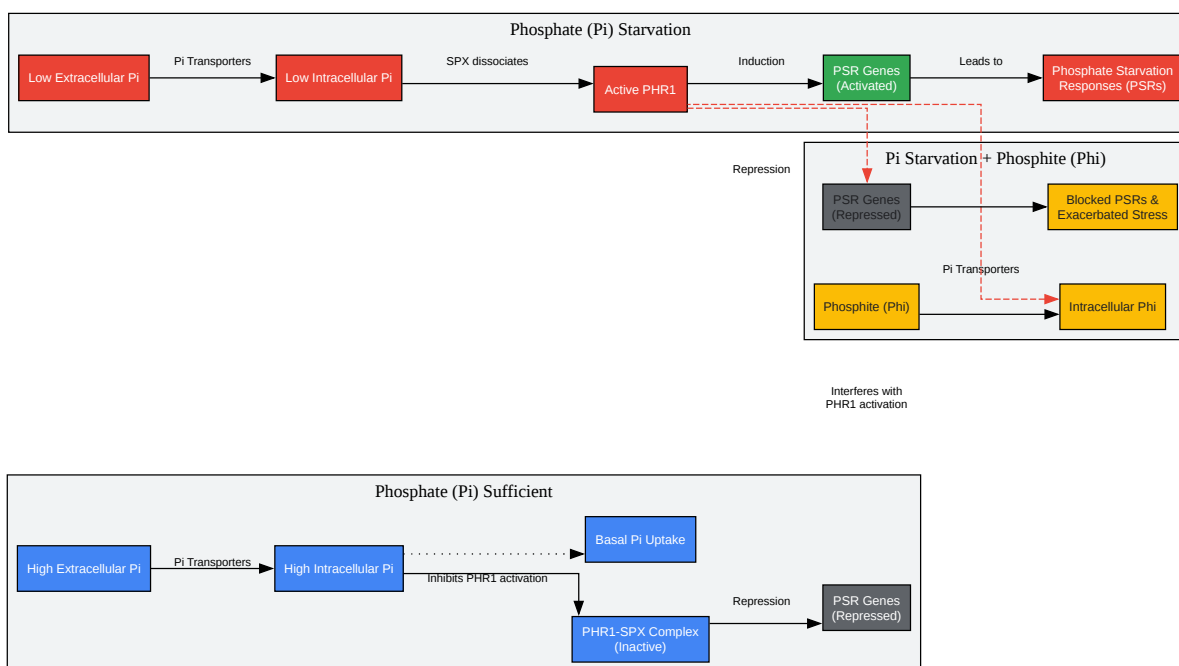 Phosphate (Pi) Starvation
Low Extracellular Pi
Pi Transporters
Low Intracellular Pi
SPX dissociates
Active PHR1
Induction
PSR Genes
(Activated)
Leads to
Phosphate Starvation
Responses (PSRs)
Pi Starvation + Phosphite (Phi)
Repression
PSR Genes
(Repressed)
Blocked PSRs &
Exacerbated Stress
Pi Transporters
Phosphite (Phi)
Intracellular Phi
Interferes with
PHR1 activation
Phosphate (Pi) Sufficient
High Extracellular Pi
Pi Transporters
High Intracellular Pi
Basal Pi Uptake
Inhibits PHR1 activation
PHR1-SPX Complex
(Inactive)
Repression
PSR Genes
(Repressed)